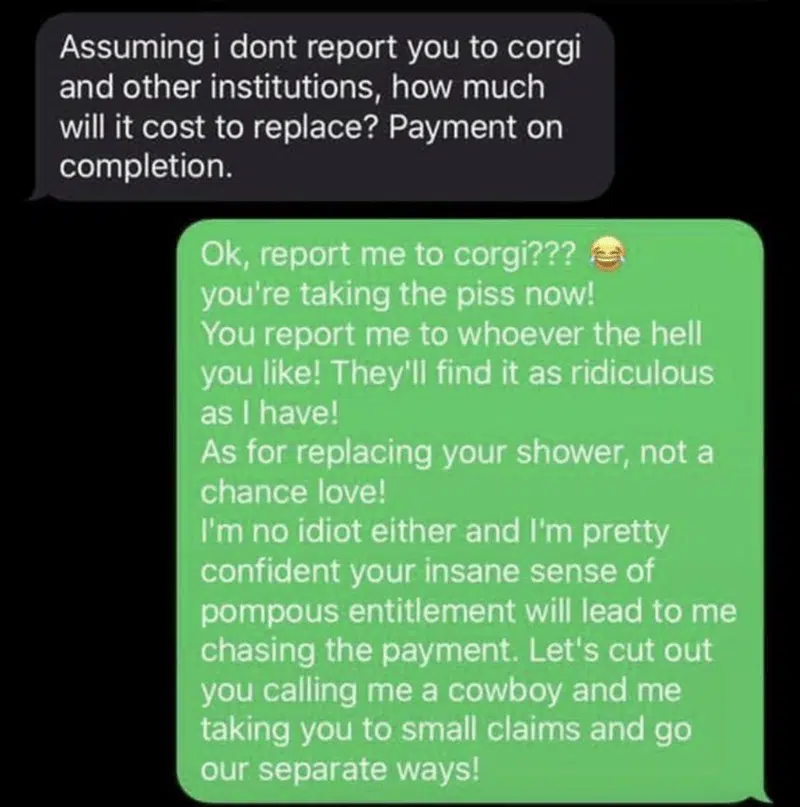 Assuming i dont report you to corgi
and other institutions, how much
will it cost to replace? Payment on
completion.
Ok, report me to corgi??? 😂
you're taking the piss now!
You report me to whoever the hell
you like! They'll find it as ridiculous
as I have!
As for replacing your shower, not a
chance love!
I'm no idiot either and I'm pretty
confident your insane sense of
pompous entitlement will lead to me
chasing the payment. Let's cut out
you calling me a cowboy and me
taking you to small claims and go
our separate ways!